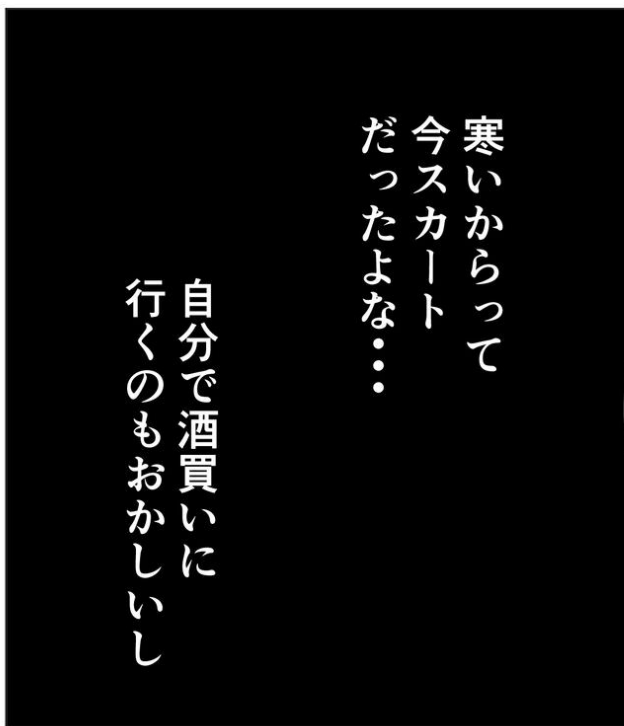 寒いからって
今スカート
だったよな・・・
自分で酒買いに
行くのもおかしいし